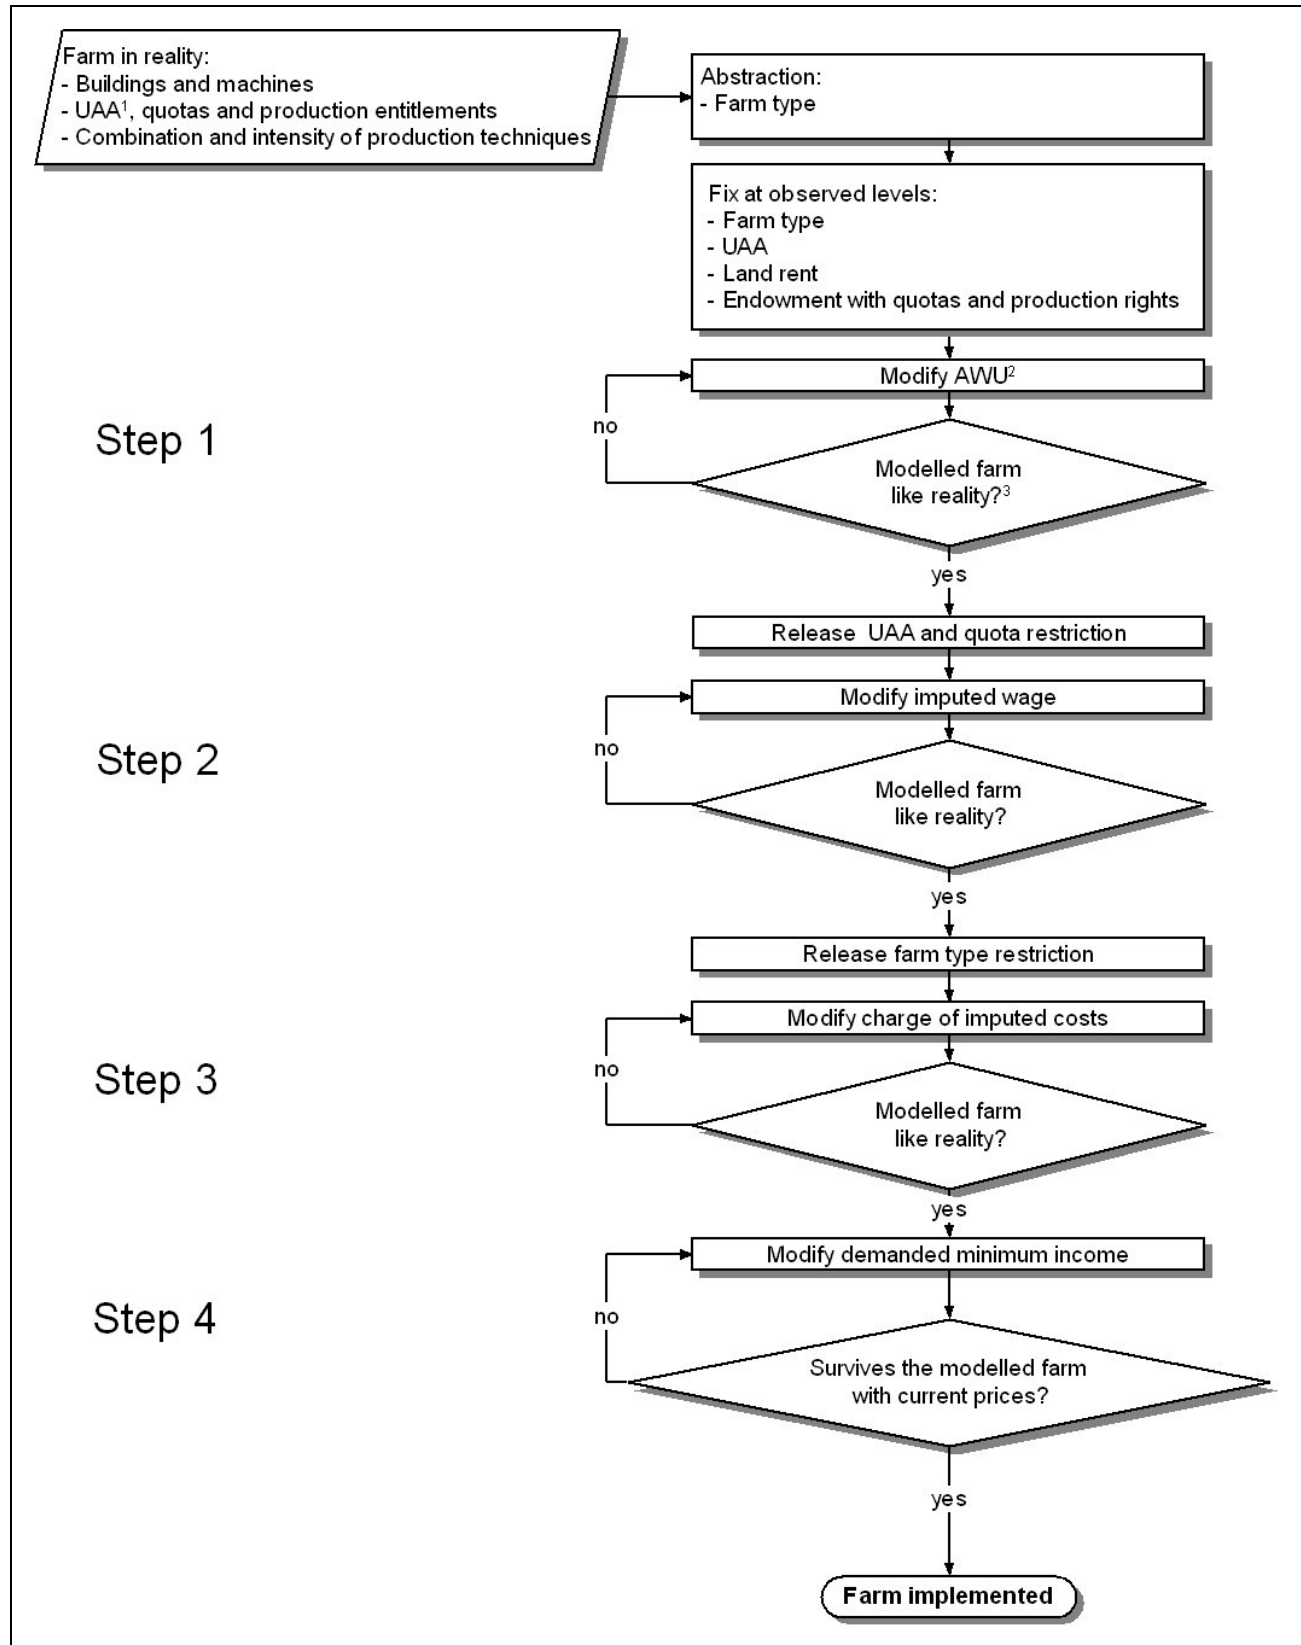 Farm in reality:
- Buildings and machines
- UAA¹, quotas and production entitlements
- Combination and intensity of production techniques
Abstraction:
- Farm type
Fix at observed levels:
- Farm type
- UAA
- Land rent
- Endowment with quotas and production rights
Step 1
Modify AWU²
no
Modelled farm
like reality?³
yes
Release UAA and quota restriction
Step 2
Modify imputed wage
no
Modelled farm
like reality?
yes
Release farm type restriction
Step 3
Modify charge of imputed costs
no
Modelled farm
like reality?
yes
Step 4
Modify demanded minimum income
no
Survives the modelled farm
with current prices?
yes
Farm implemented